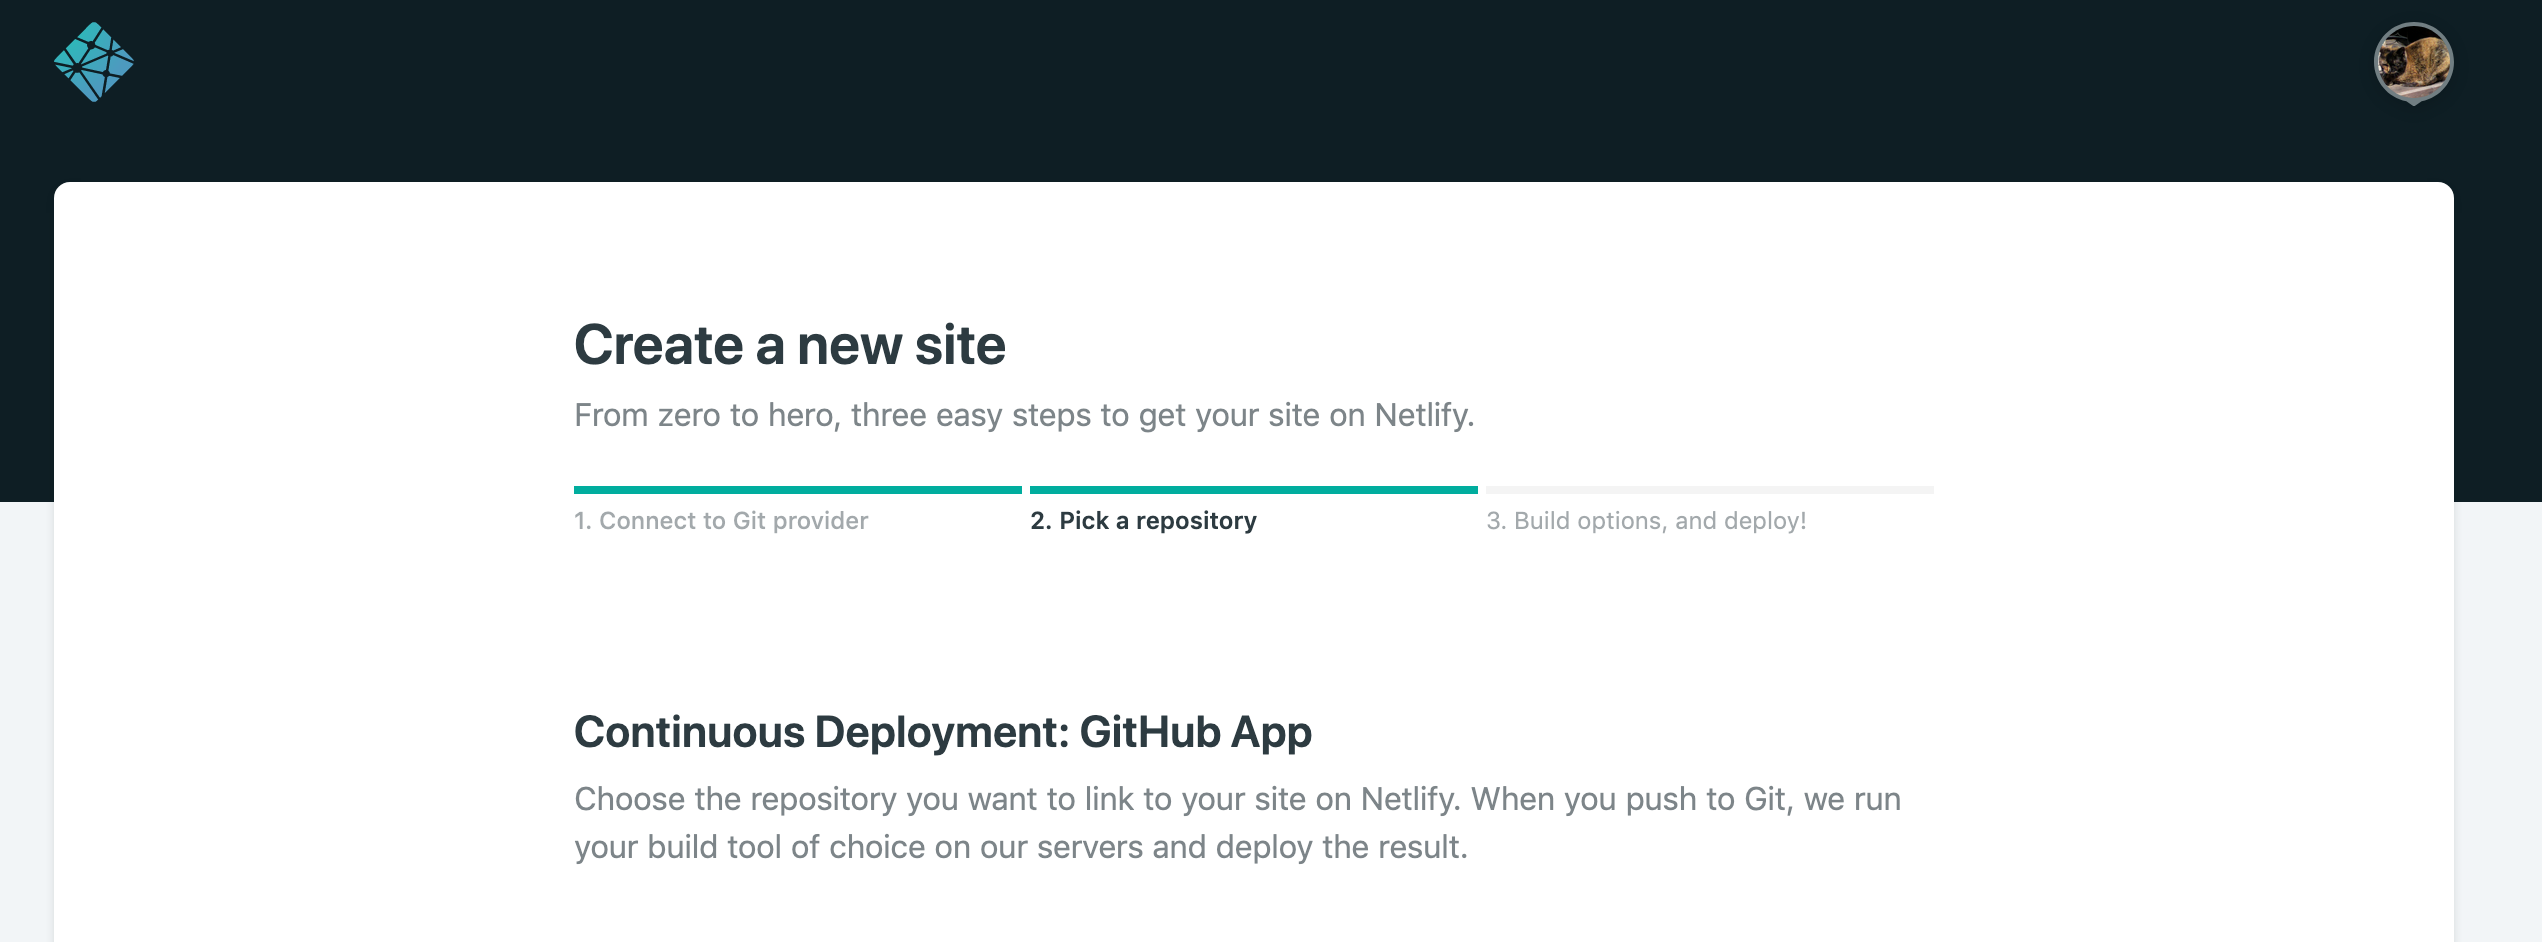 Create a new site
From zero to hero, three easy steps to get your site on Netlify.
1. Connect to Git provider
2. Pick a repository
3. Build options, and deploy!
Continuous Deployment: GitHub App
Choose the repository you want to link to your site on Netlify. When you push to Git, we run
your build tool of choice on our servers and deploy the result.